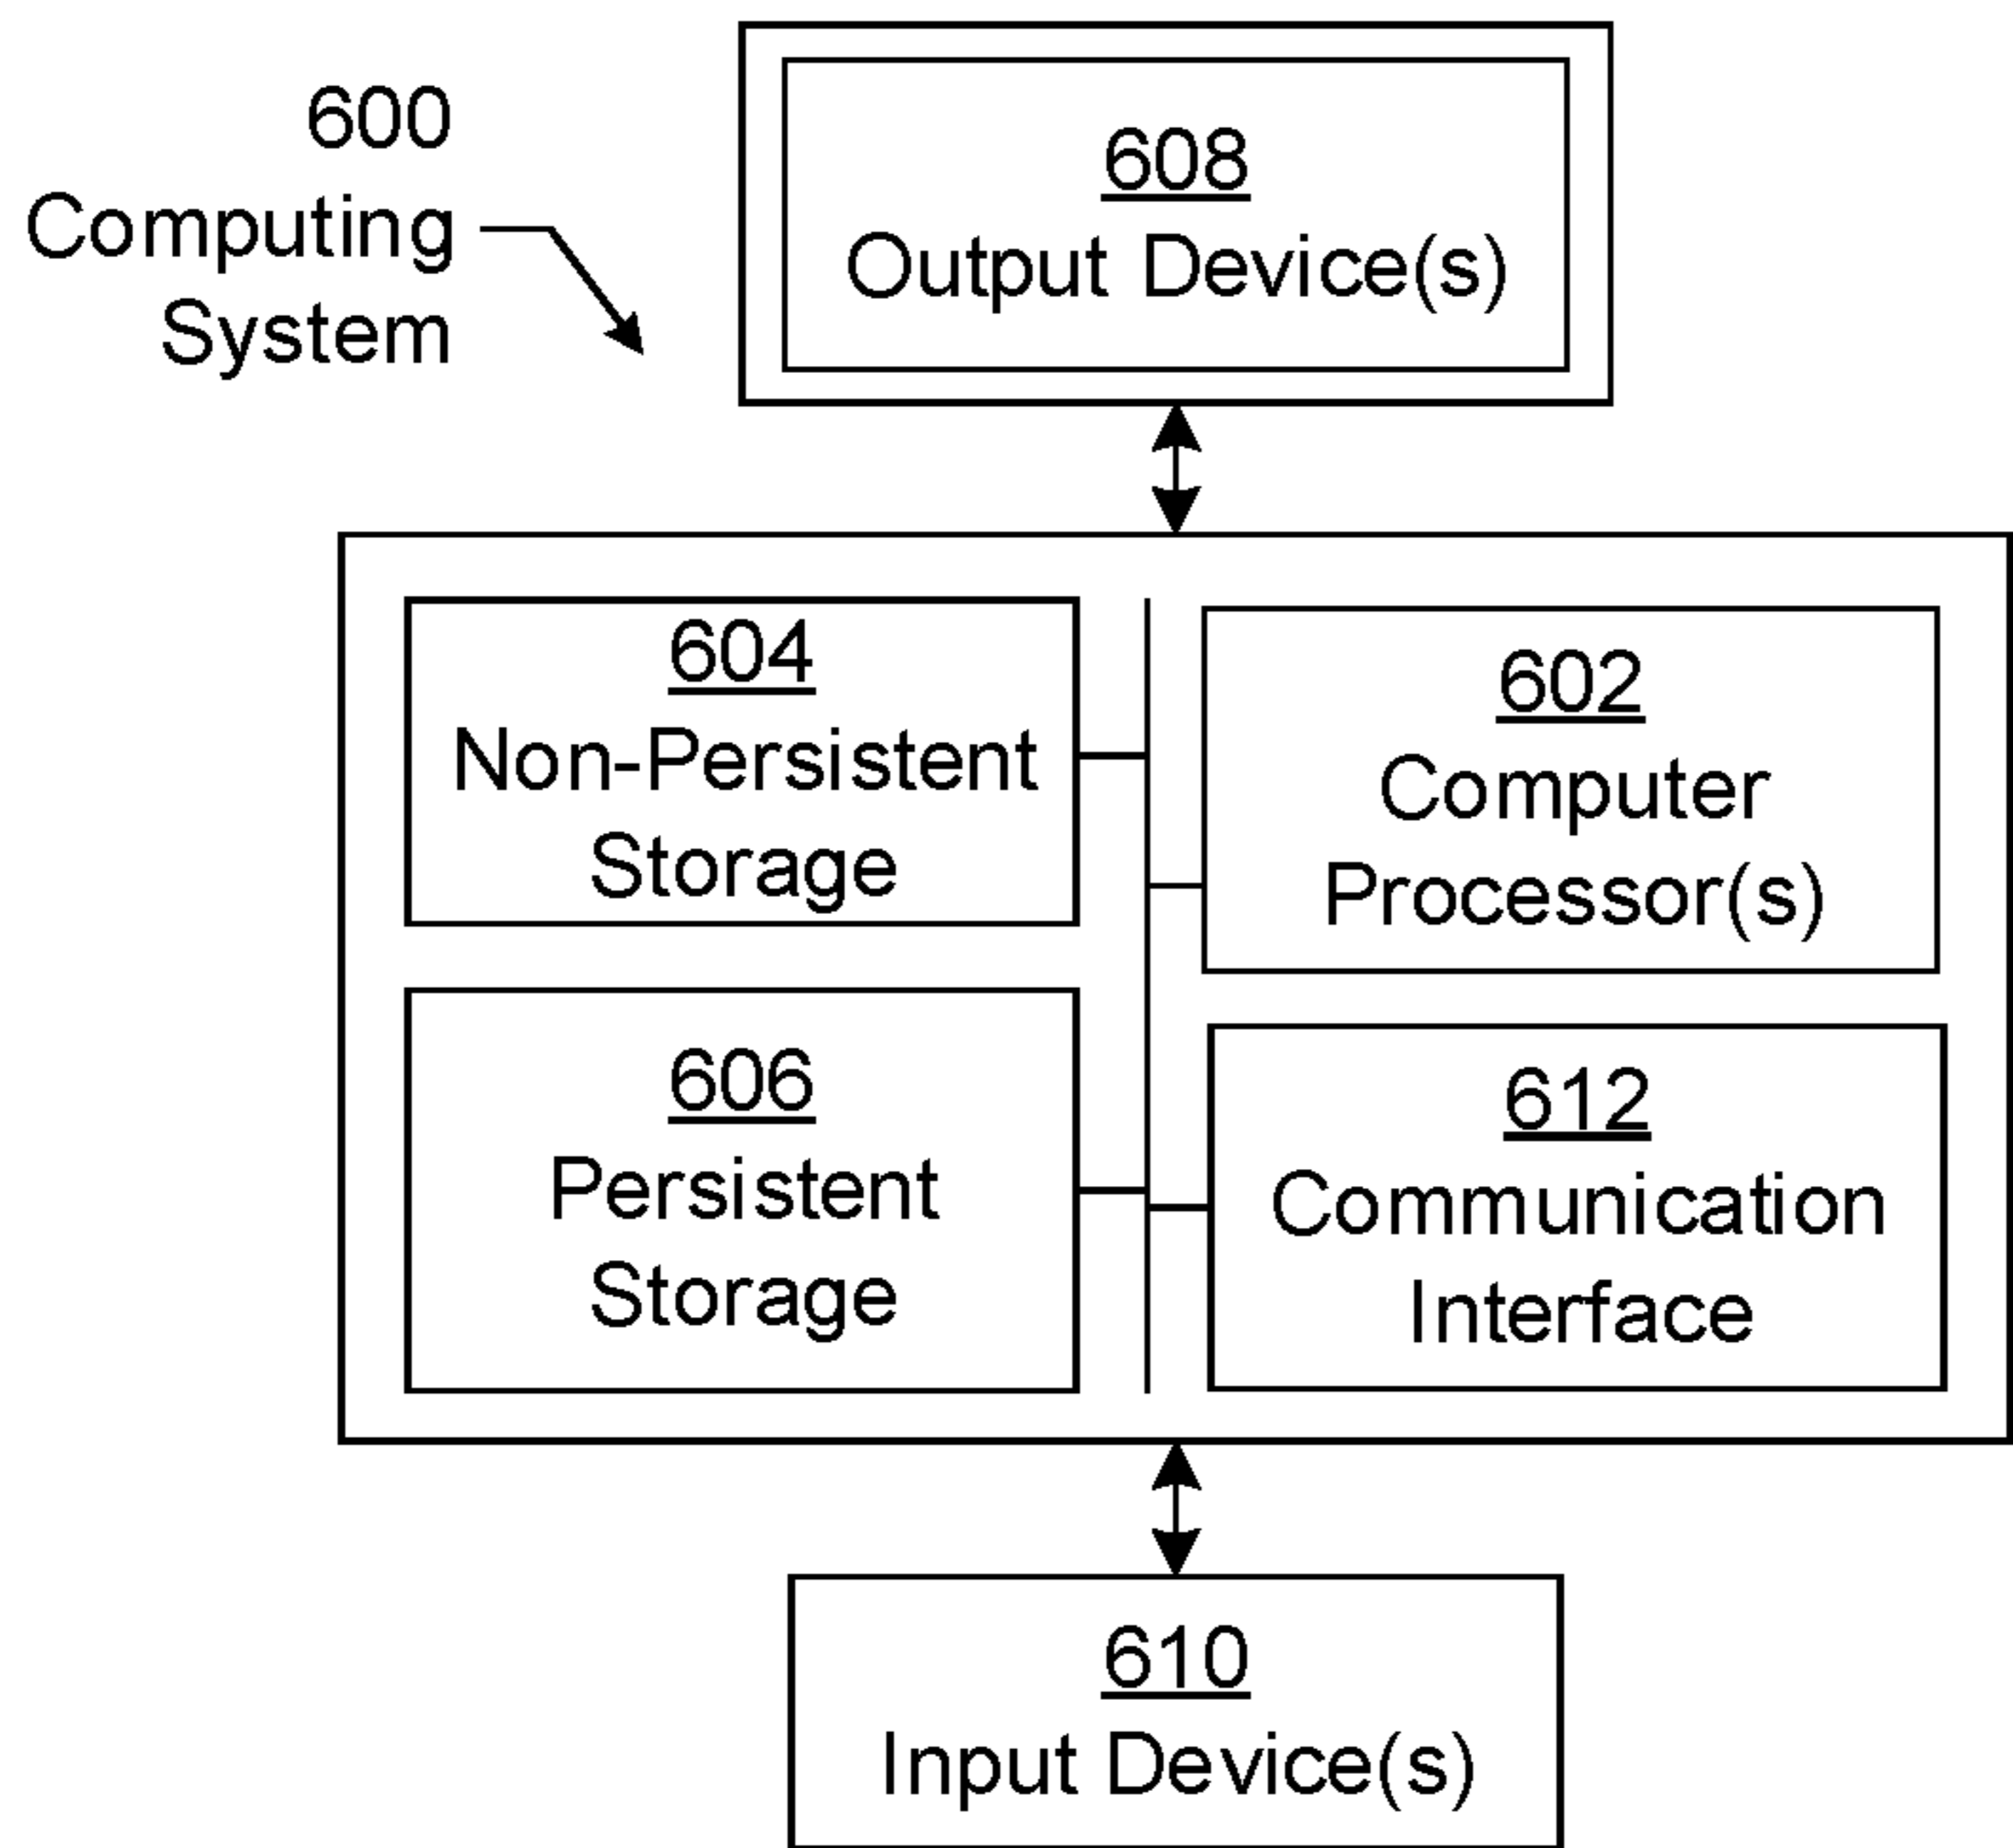 600
Computing
System
608
Output Device(s)
604
Non-Persistent
Storage
602
Computer
Processor(s)
606
Persistent
Storage
612
Communication
Interface
610
Input Device(s)